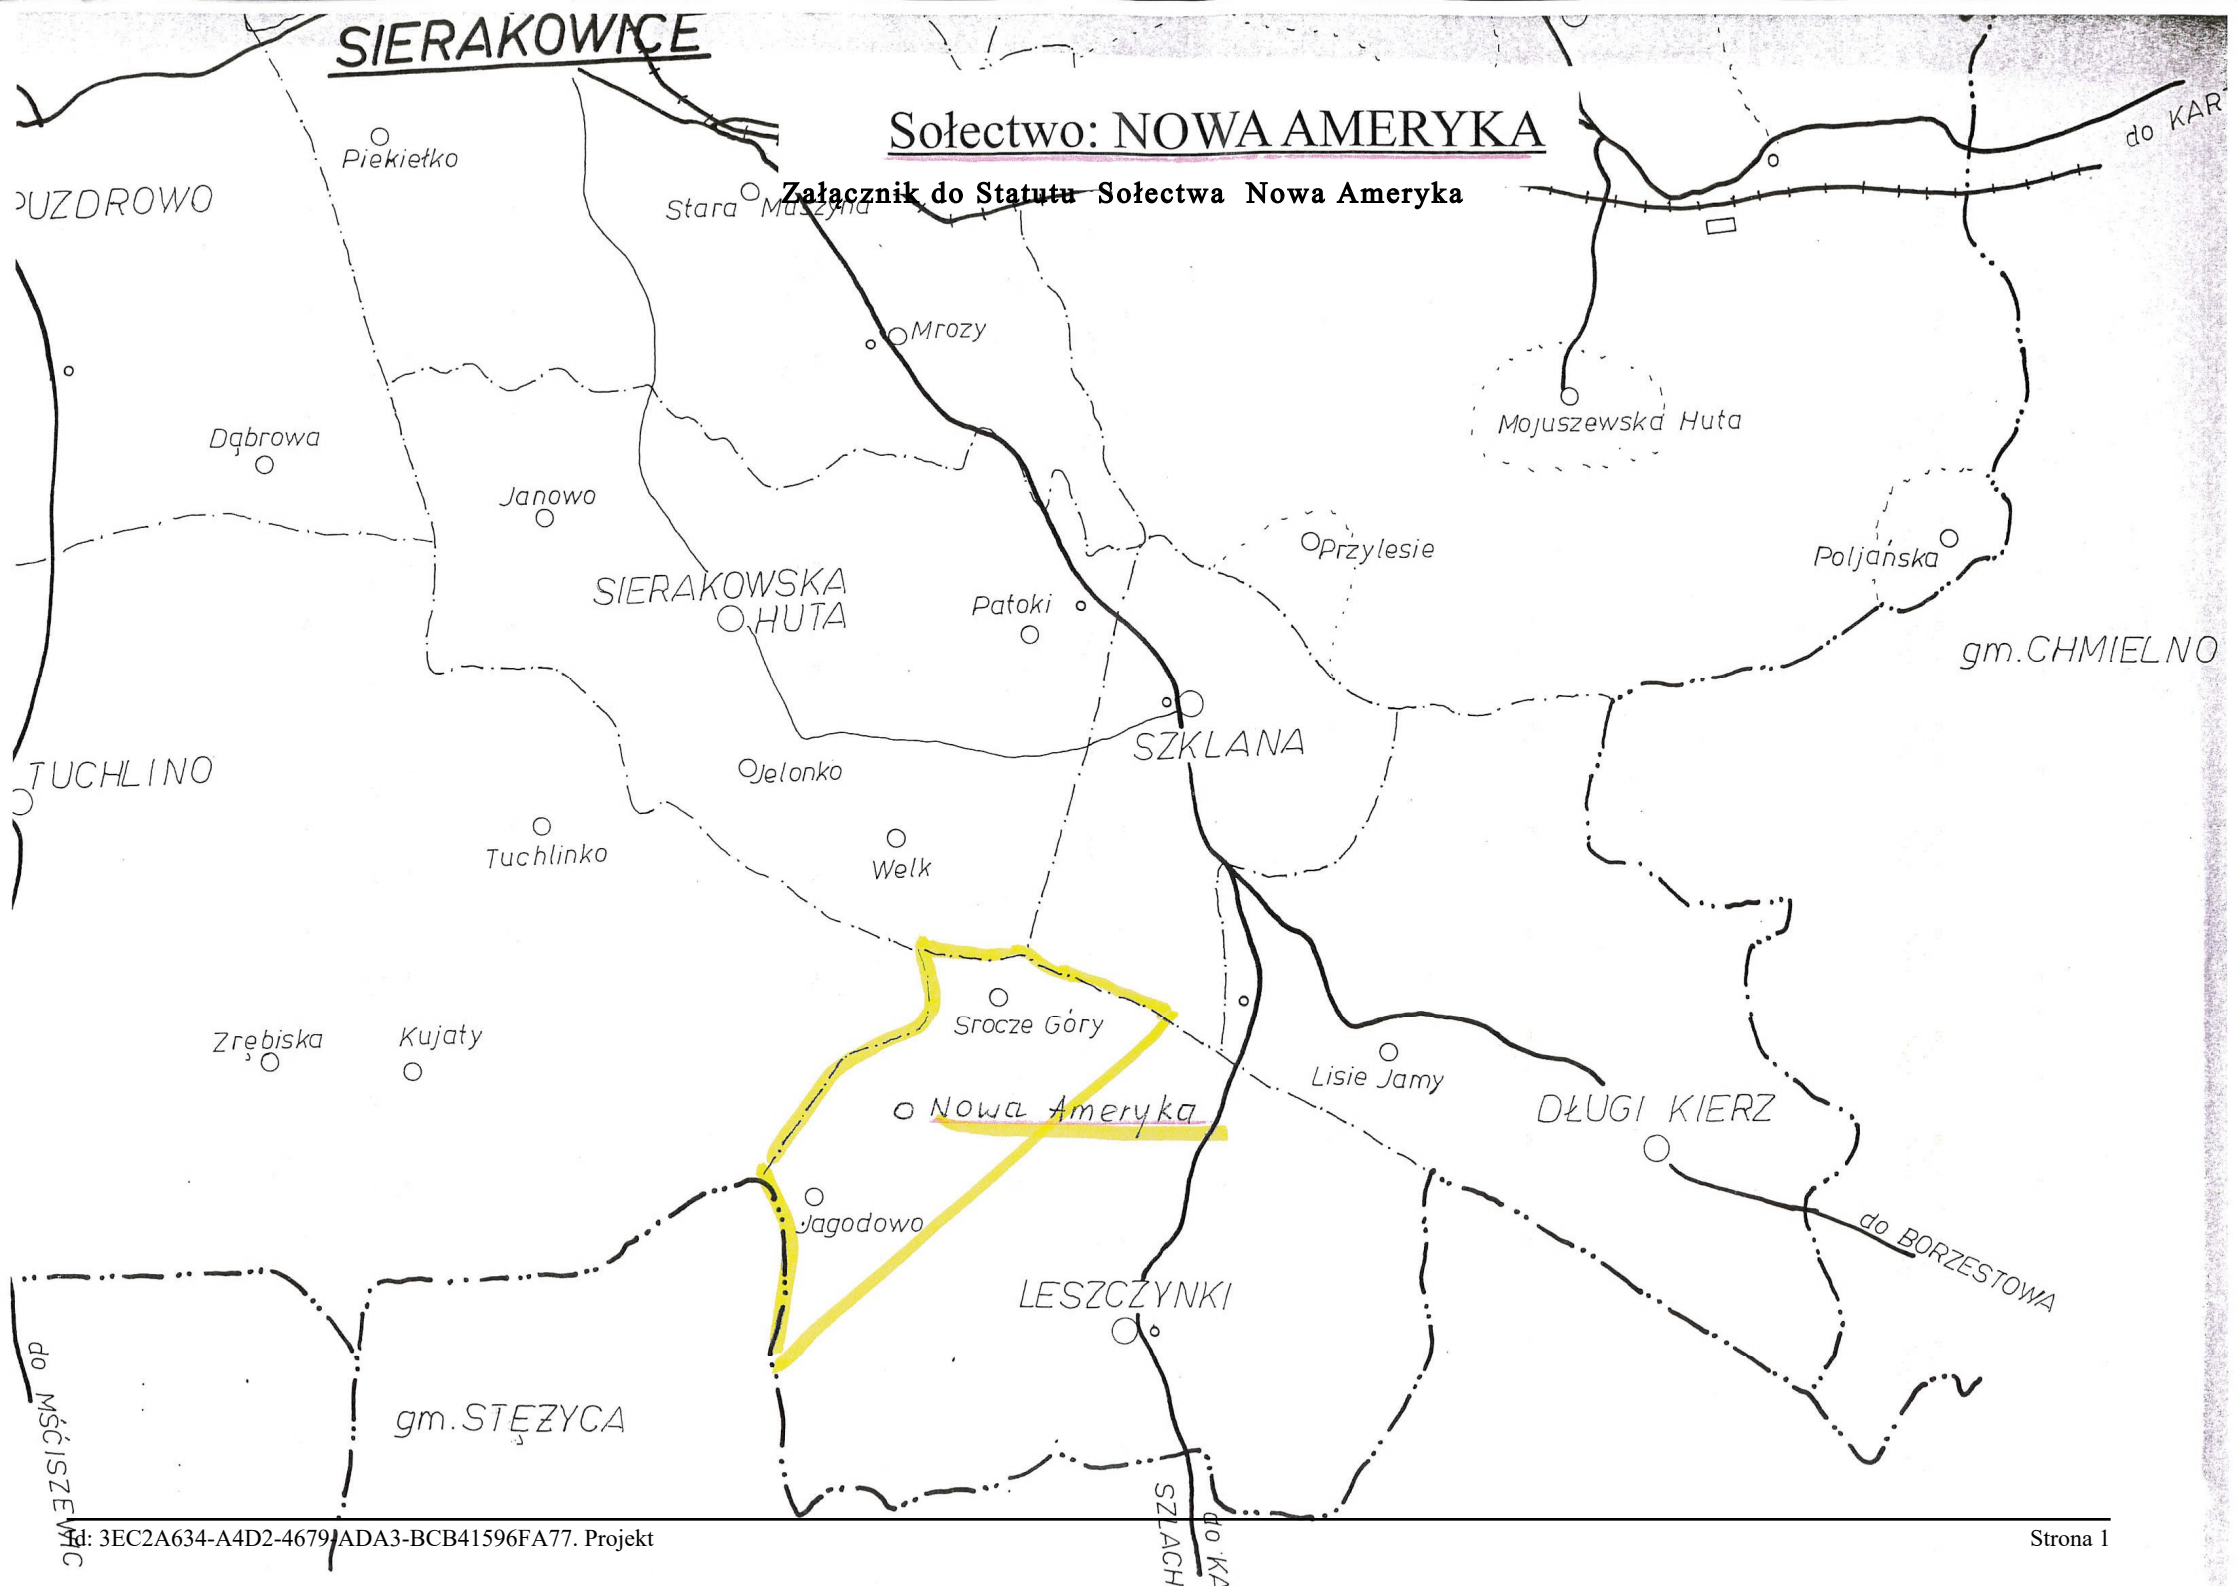 SIERAKOWICE
Sołectwo: NOWA AMERYKA
do KAR
Piekiełko
PUZDROWO
Stara Maszyna
Załącznik do Statutu Sołectwa Nowa Ameryka
Mrozy
Mojuszewska Huta
Dąbrowa
Janowo
Przylesie
Poljańska
SIERAKOWSKA
HUTA
Patoki
gm. CHMIELNO
SZKLANA
TUCHLINO
Jelonko
Tuchlinko
Welk
Zrębiska
Kujaty
Srocze Góry
Lisie Jamy
Nowa Ameryka
DŁUGI KIERZ
Jagodowo
do BORZESTOWA
LESZCZYNKI
do MŚCISZEWIC
gm. STĘŻYCA
SZLACH
do KA
Id: 3EC2A634-A4D2-4679-ADA3-BCB41596FA77. Projekt
Strona 1